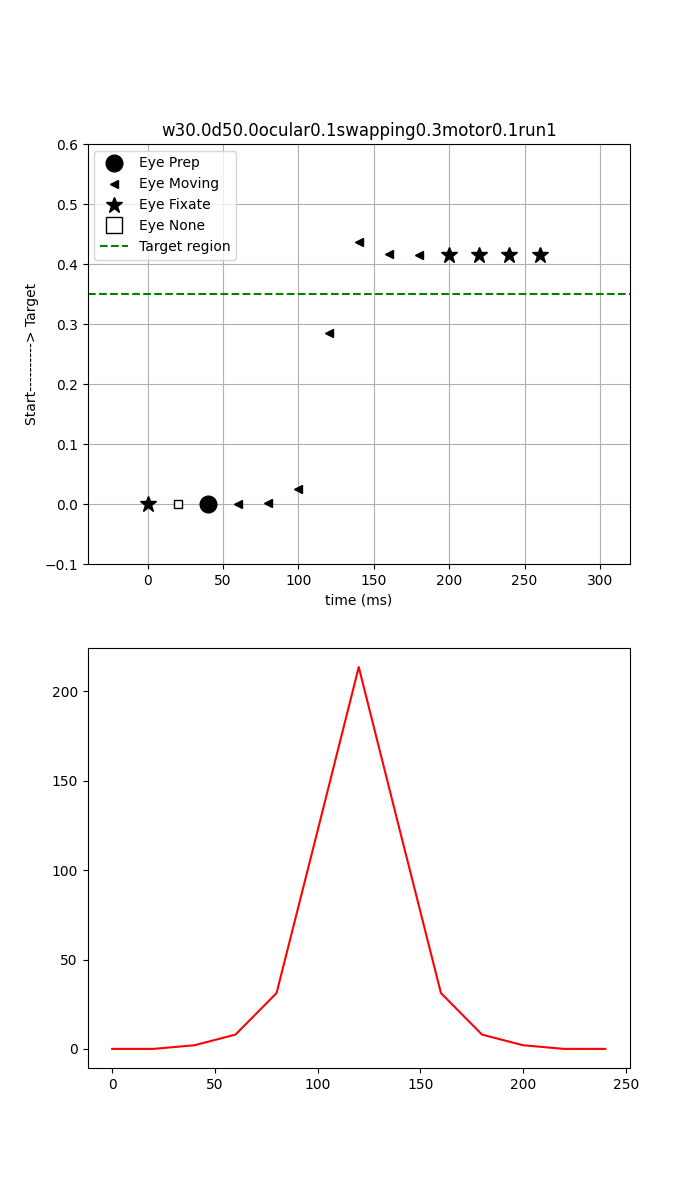 w30.0d50.0ocular0.1swapping0.3motor0.1run1
0.6
0.5
0.4
0.3
0.2
0.1
0.0
−0.1
Start----------> Target
Eye Prep
Eye Moving
Eye Fixate
Eye None
Target region
0 50 100 150 200 250 300
time (ms)
200
150
100
50
0
0 50 100 150 200 250